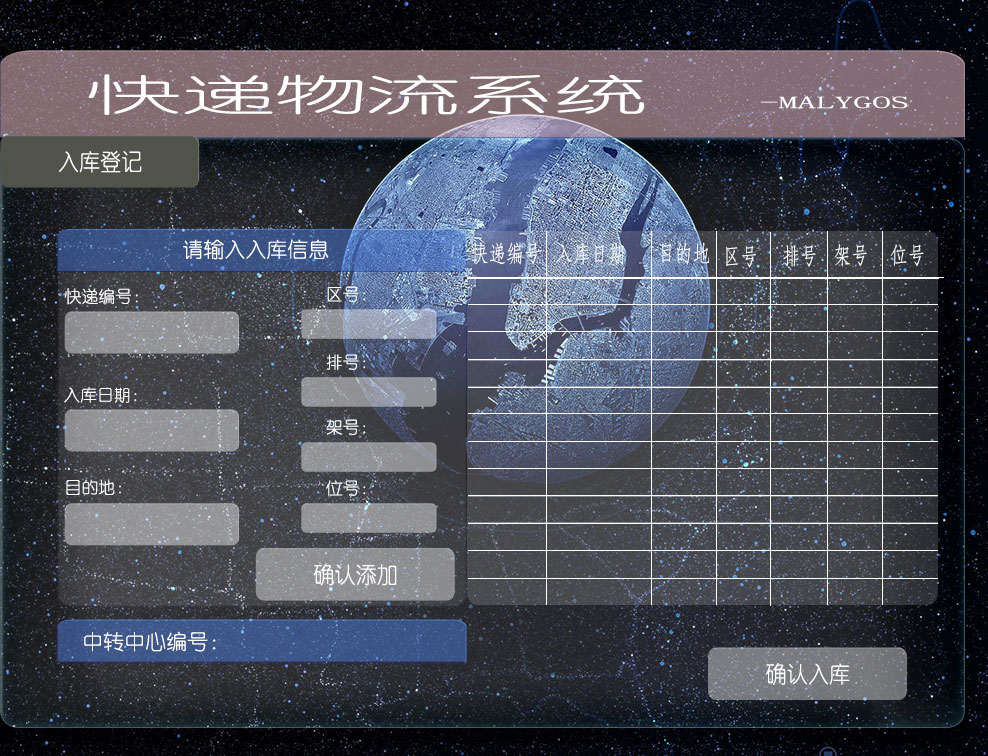 快递物流系统
—MALYGOS
入库登记
请输入入库信息
快递编号:
区号:
排号:
入库日期:
架号:
目的地:
位号:
确认添加
快递编号 入库日期 目的地 区号 排号 架号 位号
中转中心编号:
确认入库